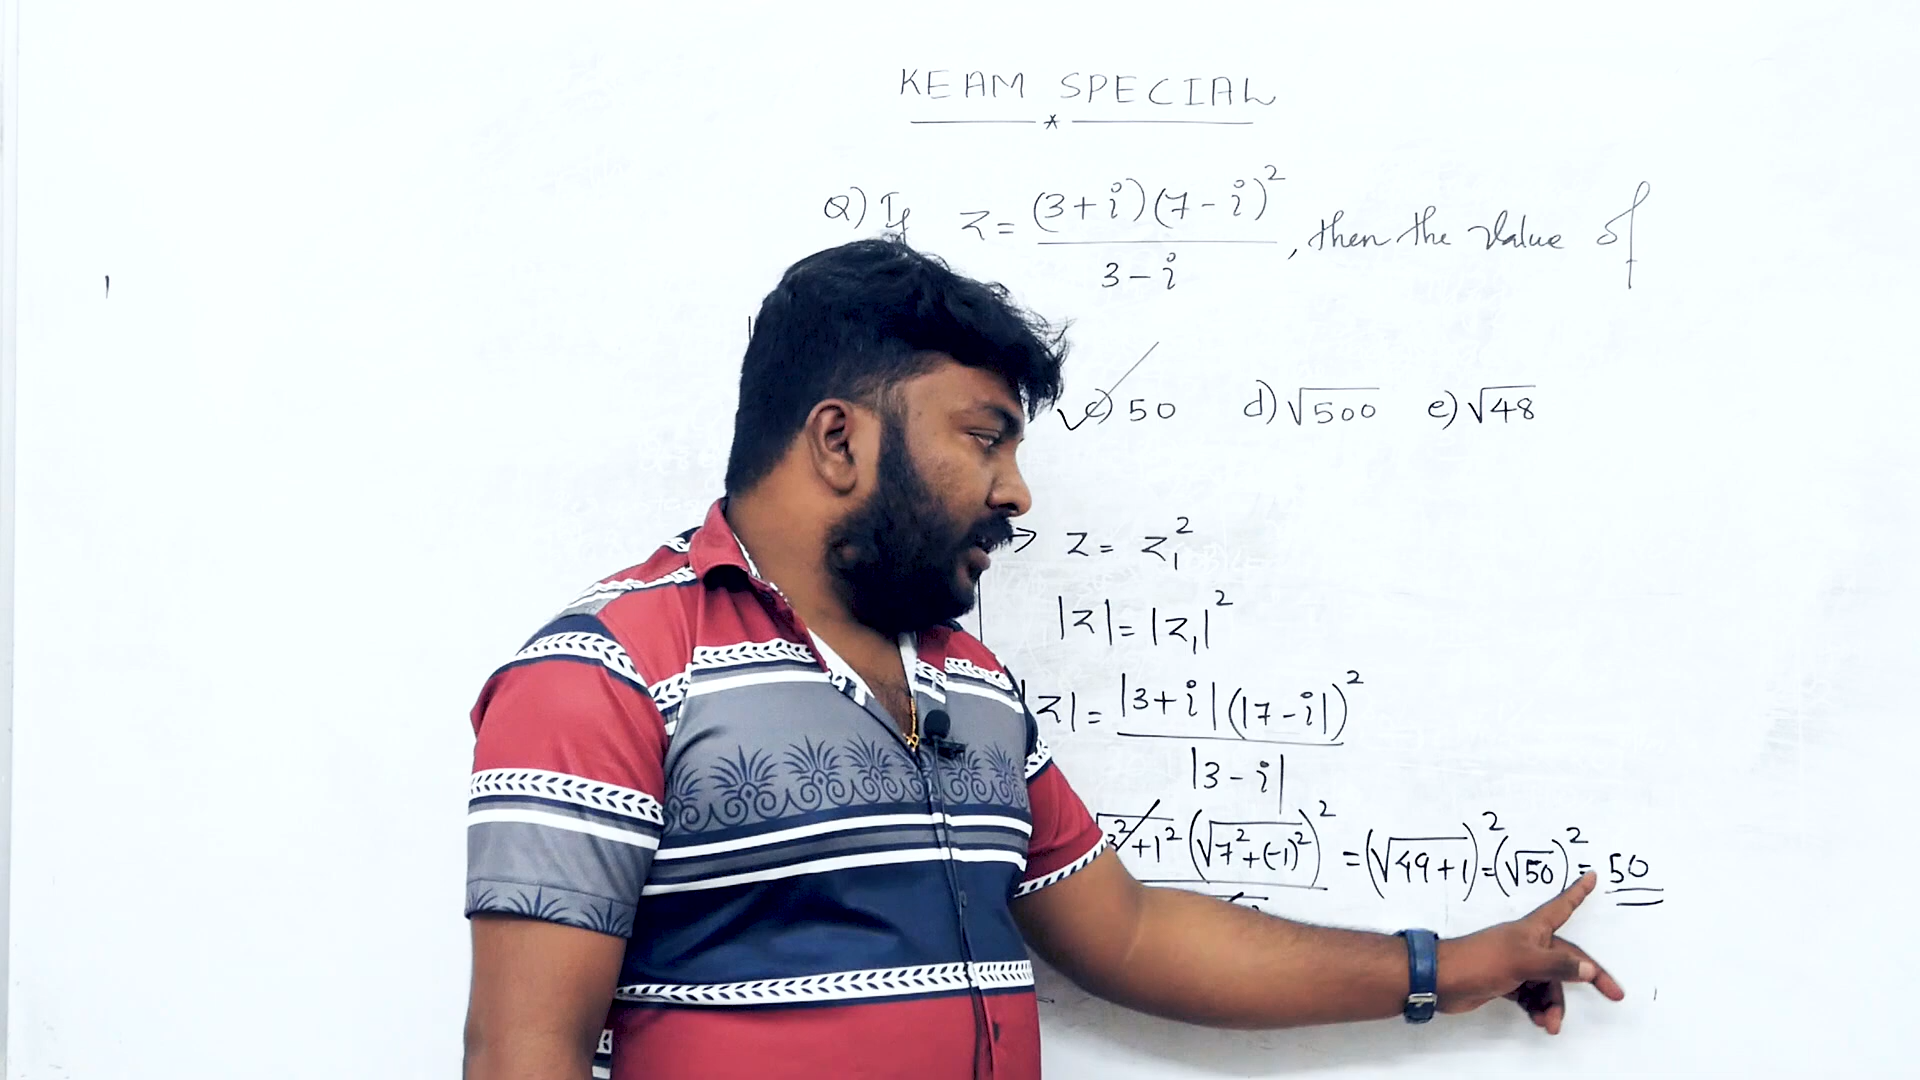 KEAM SPECIAL
*
Q) If z = (3+i)(7-i)² / 3-i , then the value of
c) 50 d) √500 e) √48
⇒ z = z₁²
|z| = |z₁|²
|z| = |3+i| (|7-i|)² / |3-i|
√3²+1² (√7²+(-1)²)² = (√49+1)² = (√50)² = 50